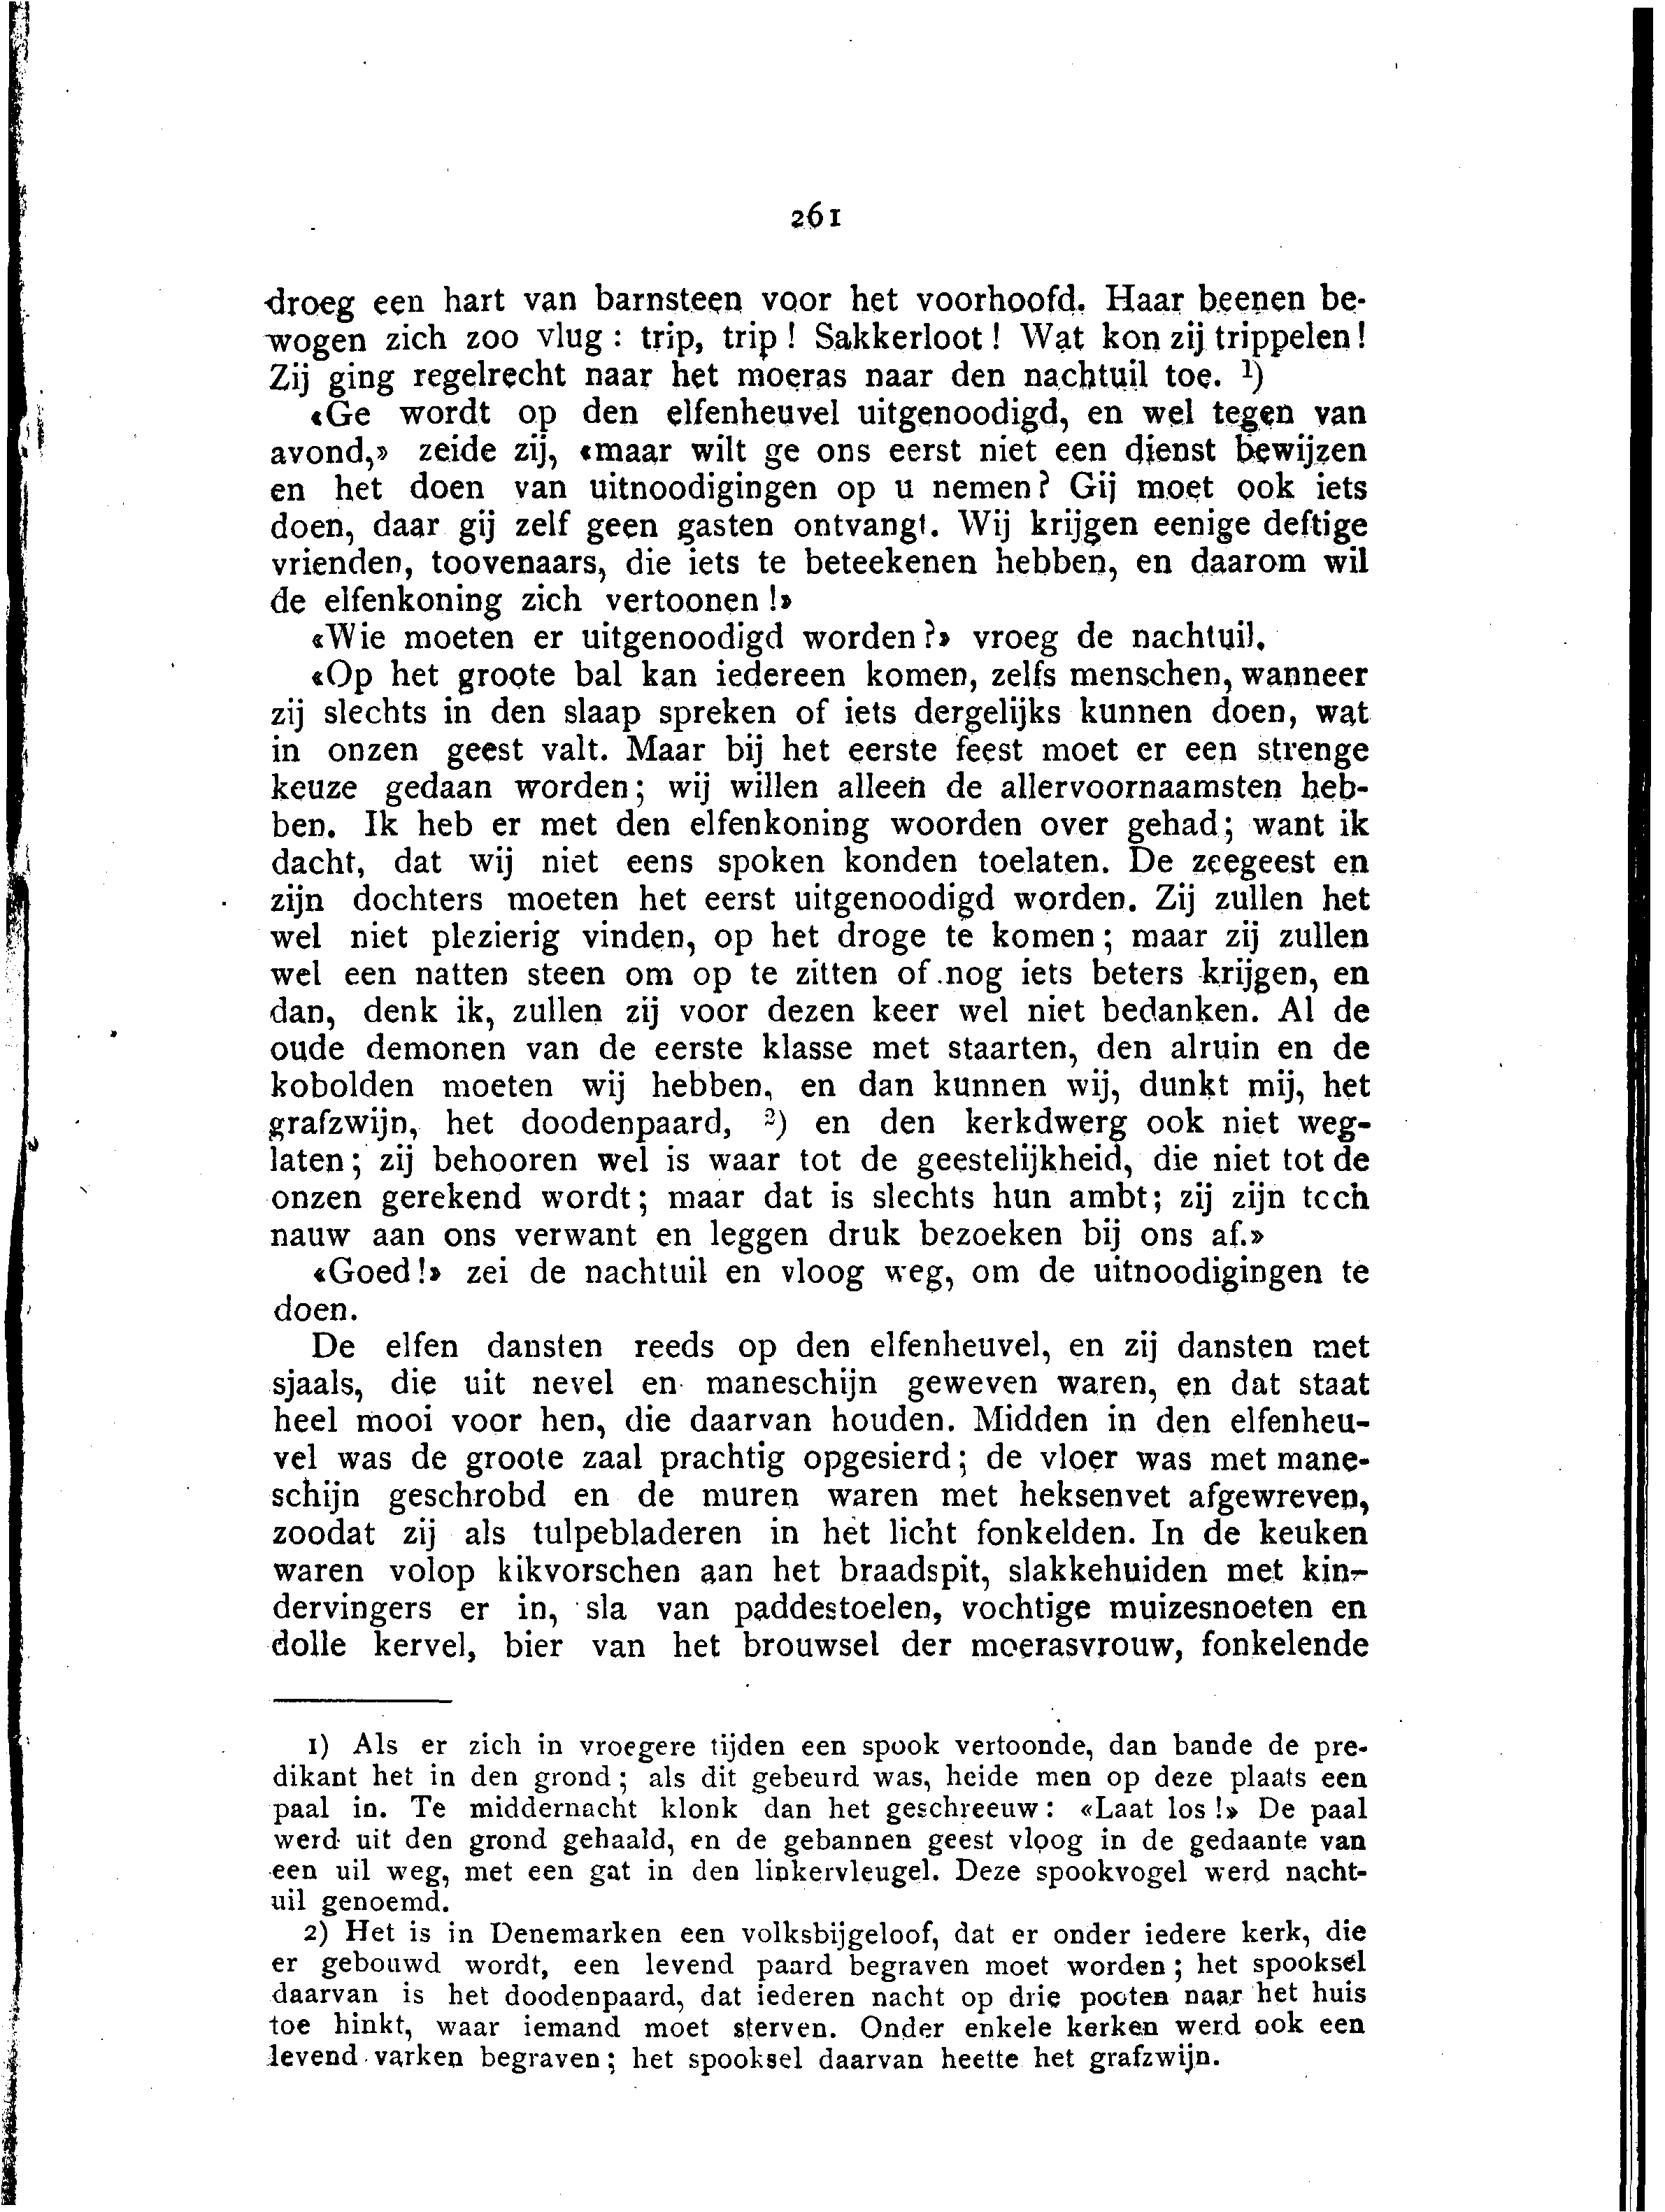 261
droeg een hart van barnsteen voor het voorhoofd. Haar beenen be-
wogen zich zoo vlug: trip, trip! Sakkerloot! Wat kon zij trippelen!
Zij ging regelrecht naar het moeras naar den nachtuil toe. 1)
«Ge wordt op den elfenheuvel uitgenoodigd, en wel tegen van
avond,» zeide zij, «maar wilt ge ons eerst niet een dienst bewijzen
en het doen van uitnoodigingen op u nemen? Gij moet ook iets
doen, daar gij zelf geen gasten ontvangt. Wij krijgen eenige deftige
vrienden, toovenaars, die iets te beteekenen hebben, en daarom wil
de elfenkoning zich vertoonen!»
«Wie moeten er uitgenoodigd worden?» vroeg de nachtuil.
«Op het groote bal kan iedereen komen, zelfs menschen, wanneer
zij slechts in den slaap spreken of iets dergelijks kunnen doen, wat
in onzen geest valt. Maar bij het eerste feest moet er een strenge
keuze gedaan worden; wij willen alleen de allervoornaamsten heb-
ben. Ik heb er met den elfenkoning woorden over gehad; want ik
dacht, dat wij niet eens spoken konden toelaten. De zeegeest en
zijn dochters moeten het eerst uitgenoodigd worden. Zij zullen het
wel niet plezierig vinden, op het droge te komen; maar zij zullen
wel een natten steen om op te zitten of nog iets beters krijgen, en
dan, denk ik, zullen zij voor dezen keer wel niet bedanken. Al de
oude demonen van de eerste klasse met staarten, den alruin en de
kobolden moeten wij hebben, en dan kunnen wij, dunkt mij, het
grafzwijn, het doodenpaard, 2) en den kerkdwerg ook niet weg-
laten; zij behooren wel is waar tot de geestelijkheid, die niet tot de
onzen gerekend wordt; maar dat is slechts hun ambt; zij zijn toch
nauw aan ons verwant en leggen druk bezoeken bij ons af.»
«Goed!» zei de nachtuil en vloog weg, om de uitnoodigingen te
doen.
De elfen dansten reeds op den elfenheuvel, en zij dansten met
sjaals, die uit nevel en maneschijn geweven waren, en dat staat
heel mooi voor hen, die daarvan houden. Midden in den elfenheu-
vel was de groote zaal prachtig opgesierd; de vloer was met mane-
schijn geschrobd en de muren waren met heksenvet afgewreven,
zoodat zij als tulpebladeren in het licht fonkelden. In de keuken
waren volop kikvorschen aan het braadspit, slakkehuiden met kin-
dervingers er in, sla van paddestoelen, vochtige muizesnoeten en
dolle kervel, bier van het brouwsel der moerasvrouw, fonkelende
1) Als er zich in vroegere tijden een spook vertoonde, dan bande de pre-
dikant het in den grond; als dit gebeurd was, heide men op deze plaats een
paal in. Te middernacht klonk dan het geschreeuw: «Laat los!» De paal
werd uit den grond gehaald, en de gebannen geest vloog in de gedaante van
een uil weg, met een gat in den linkervleugel. Deze spookvogel werd nacht-
uil genoemd.
2) Het is in Denemarken een volksbijgeloof, dat er onder iedere kerk, die
er gebouwd wordt, een levend paard begraven moet worden; het spooksel
daarvan is het doodenpaard, dat iederen nacht op drie pooten naar het huis
toe hinkt, waar iemand moet sterven. Onder enkele kerken werd ook een
levend varken begraven; het spooksel daarvan heette het grafzwijn.